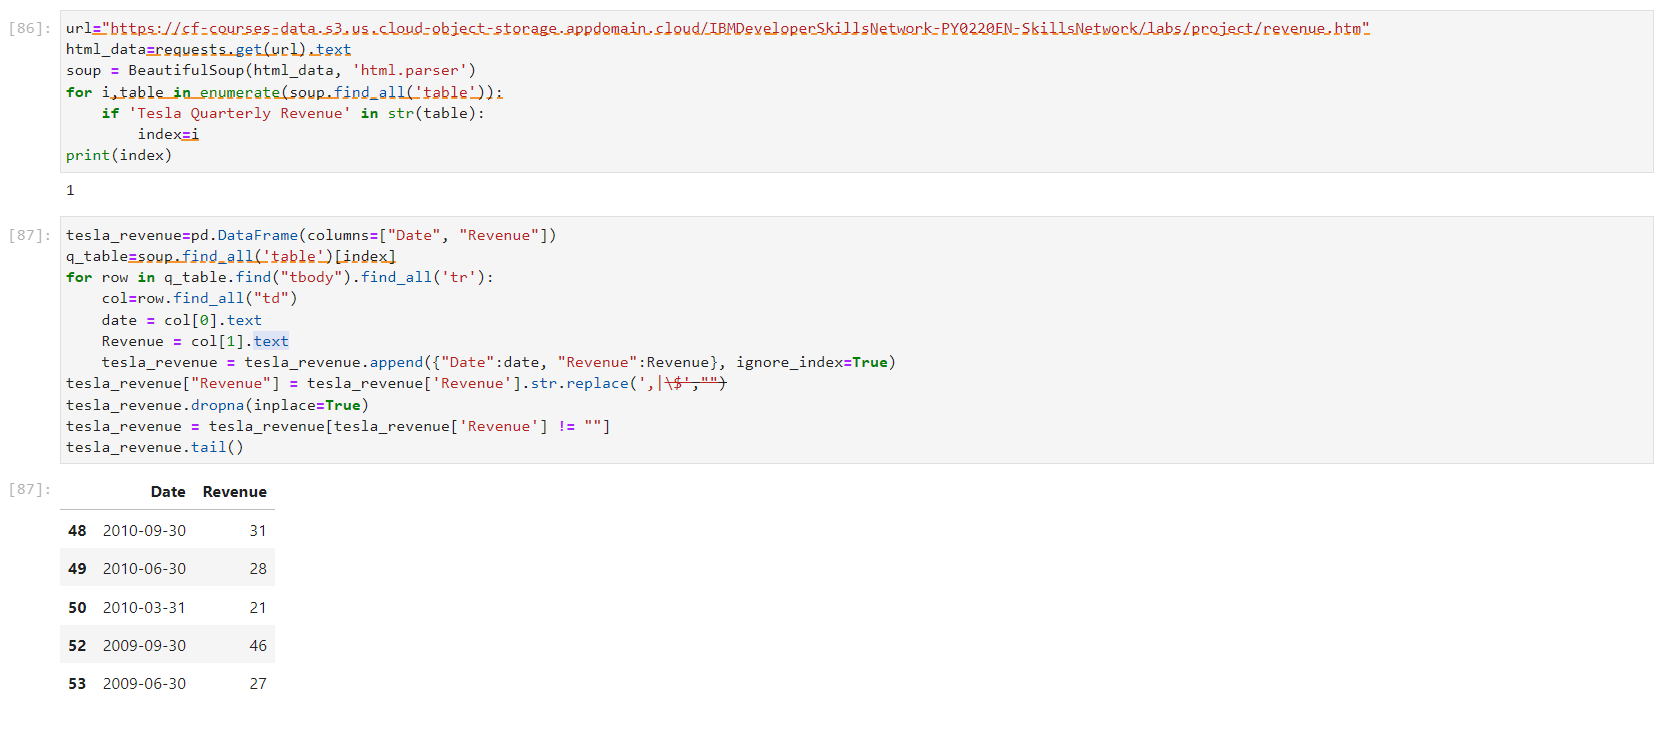 [86]: url="https://cf-courses-data.s3.us.cloud-object-storage.appdomain.cloud/IBMDeveloperSkillsNetwork-PY0220EN-SkillsNetwork/labs/project/revenue.htm"
html_data=requests.get(url).text
soup = BeautifulSoup(html_data, 'html.parser')
for i,table in enumerate(soup.find_all('table')):
    if 'Tesla Quarterly Revenue' in str(table):
        index=i
print(index)
1
[87]: tesla_revenue=pd.DataFrame(columns=["Date", "Revenue"])
q_table=soup.find_all('table')[index]
for row in q_table.find("tbody").find_all('tr'):
    col=row.find_all("td")
    date = col[0].text
    Revenue = col[1].text
    tesla_revenue = tesla_revenue.append({"Date":date, "Revenue":Revenue}, ignore_index=True)
tesla_revenue["Revenue"] = tesla_revenue['Revenue'].str.replace(',|\$',"")
tesla_revenue.dropna(inplace=True)
tesla_revenue = tesla_revenue[tesla_revenue['Revenue'] != ""]
tesla_revenue.tail()
[87]: Date Revenue
48 2010-09-30 31
49 2010-06-30 28
50 2010-03-31 21
52 2009-09-30 46
53 2009-06-30 27